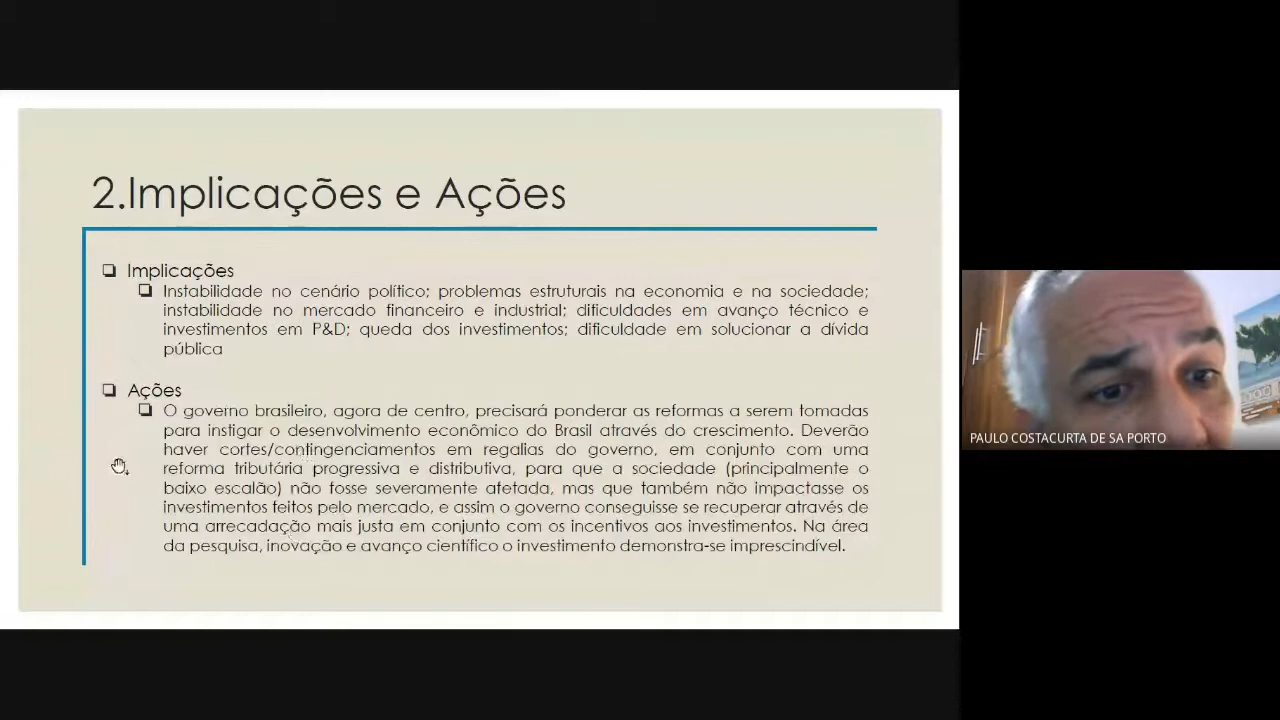 2.Implicações e Ações
Implicações
Instabilidade no cenário político; problemas estruturais na economia e na sociedade;
instabilidade no mercado financeiro e industrial; dificuldades em avanço técnico e
investimentos em P&D; queda dos investimentos; dificuldade em solucionar a dívida
pública
Ações
O governo brasileiro, agora de centro, precisará ponderar as reformas a serem tomadas
para instigar o desenvolvimento econômico do Brasil através do crescimento. Deverão
haver cortes/contingenciamentos em regalias do governo, em conjunto com uma
reforma tributária progressiva e distributiva, para que a sociedade (principalmente o
baixo escalão) não fosse severamente afetada, mas que também não impactasse os
investimentos feitos pelo mercado, e assim o governo conseguisse se recuperar através de
uma arrecadação mais justa em conjunto com os incentivos aos investimentos. Na área
da pesquisa, inovação e avanço científico o investimento demonstra-se imprescindível.
PAULO COSTACURTA DE SA PORTO